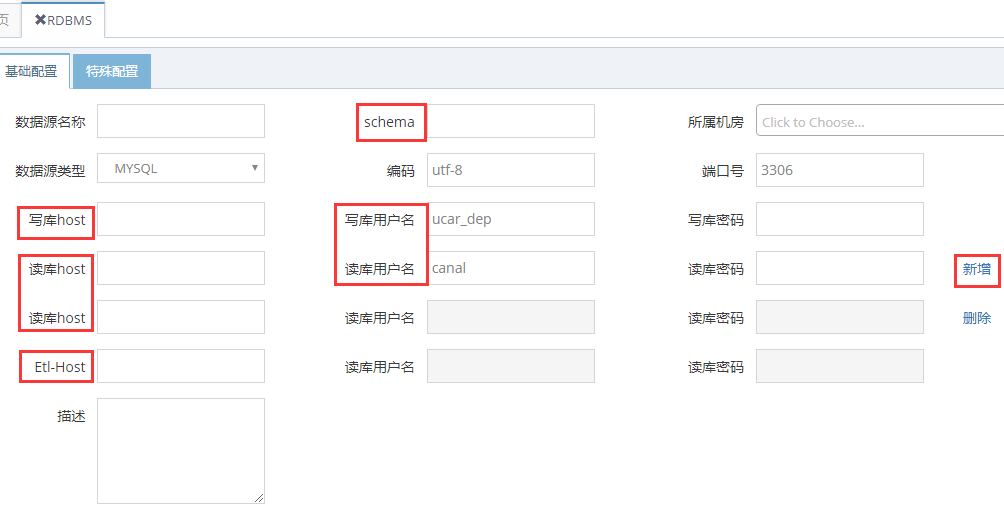 页 ✖RDBMS
基础配置 特殊配置
数据源名称 schema 所属机房 Click to Choose...
数据源类型 MYSQL 编码 utf-8 端口号 3306
写库host 写库用户名 ucar_dep 写库密码
读库host 读库用户名 canal 读库密码 新增
读库host 读库用户名 读库密码 删除
Etl-Host 读库用户名 读库密码
描述